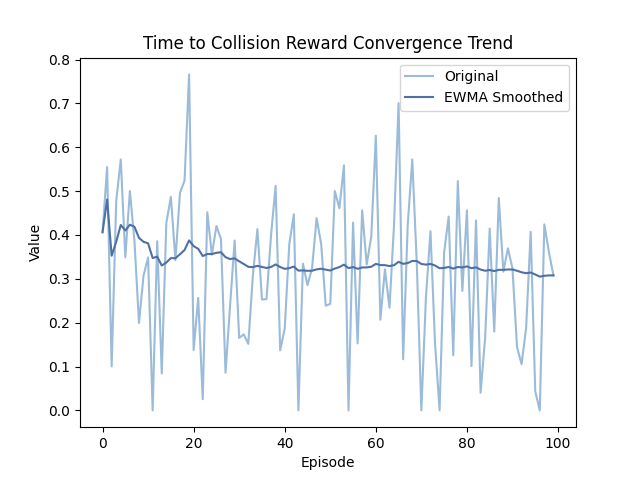 Time to Collision Reward Convergence Trend
Original
EWMA Smoothed
Value
0.8
0.7
0.6
0.5
0.4
0.3
0.2
0.1
0.0
0 20 40 60 80 100
Episode